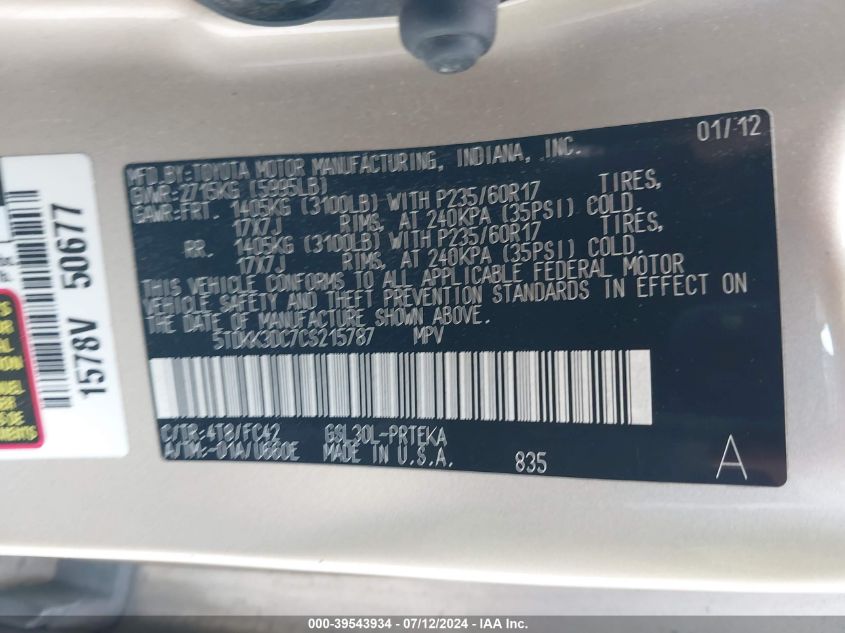 01/12
MFD.BY:TOYOTA MOTOR MANUFACTURING, INDIANA, INC.
GVWR:2715KG (5995LB)
GAWR:FRT. 1405KG (3100LB) WITH P235/60R17 TIRES,
17X7J RIMS, AT 240KPA (35PSI) COLD.
RR. 1405KG (3100LB) WITH P235/60R17 TIRES,
17X7J RIMS, AT 240KPA (35PSI) COLD.
THIS VEHICLE CONFORMS TO ALL APPLICABLE FEDERAL MOTOR
VEHICLE SAFETY AND THEFT PREVENTION STANDARDS IN EFFECT ON
THE DATE OF MANUFACTURE SHOWN ABOVE.
5TDKK3DC7CS215787 MPV
C/TR:4T8/FC42 GSL30L-PRTEKA
A/TM:-01A/U660E MADE IN U.S.A. 835
A
1578V 50677
000-39543934 - 07/12/2024 - IAA Inc.